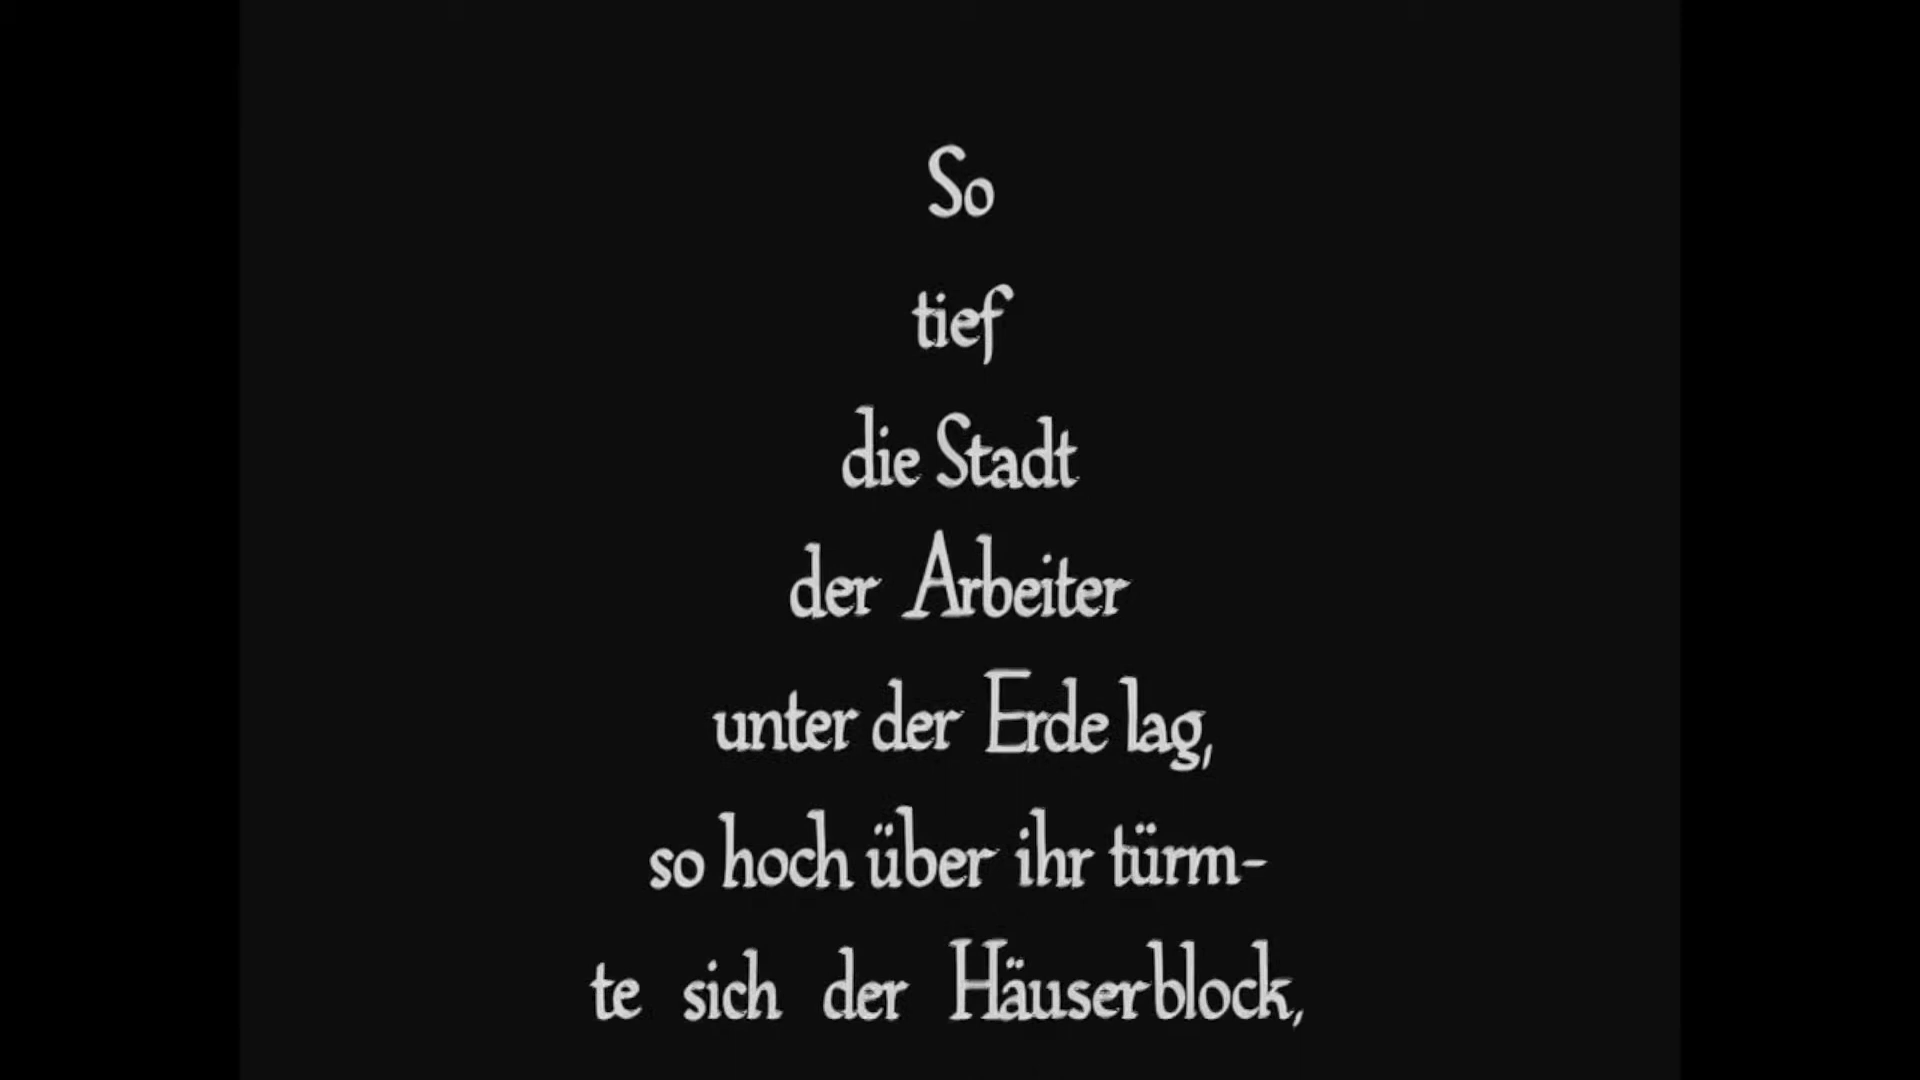 So
tief
die Stadt
der Arbeiter
unter der Erde lag,
so hoch über ihr türm-
te sich der Häuserblock,